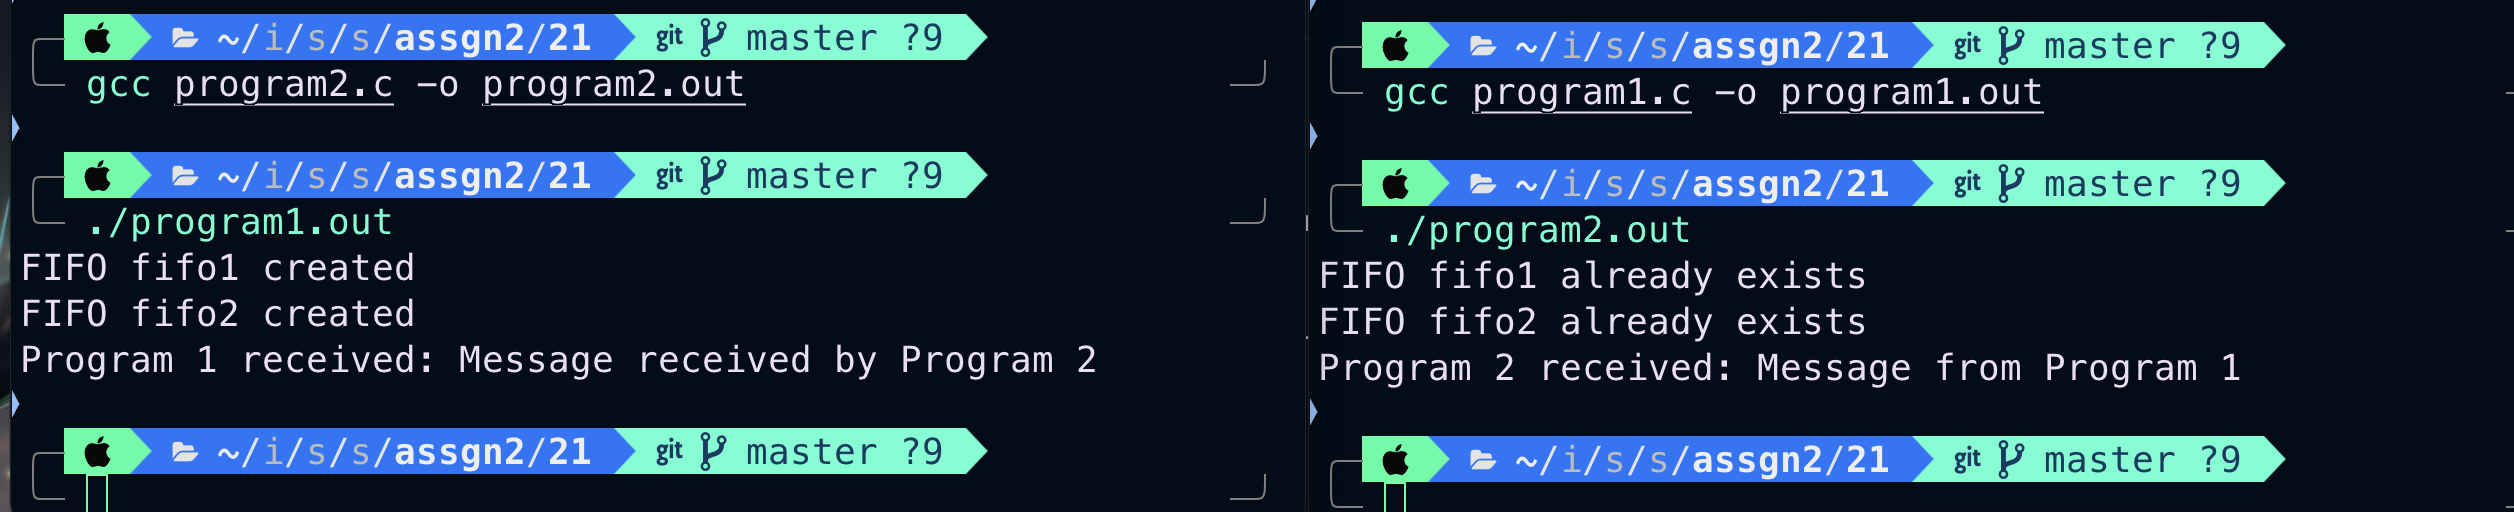 ~/i/s/s/assgn2/21 git master ?9
gcc program2.c -o program2.out
~/i/s/s/assgn2/21 git master ?9
./program1.out
FIFO fifo1 created
FIFO fifo2 created
Program 1 received: Message received by Program 2
~/i/s/s/assgn2/21 git master ?9
~/i/s/s/assgn2/21 git master ?9
gcc program1.c -o program1.out
~/i/s/s/assgn2/21 git master ?9
./program2.out
FIFO fifo1 already exists
FIFO fifo2 already exists
Program 2 received: Message from Program 1
~/i/s/s/assgn2/21 git master ?9